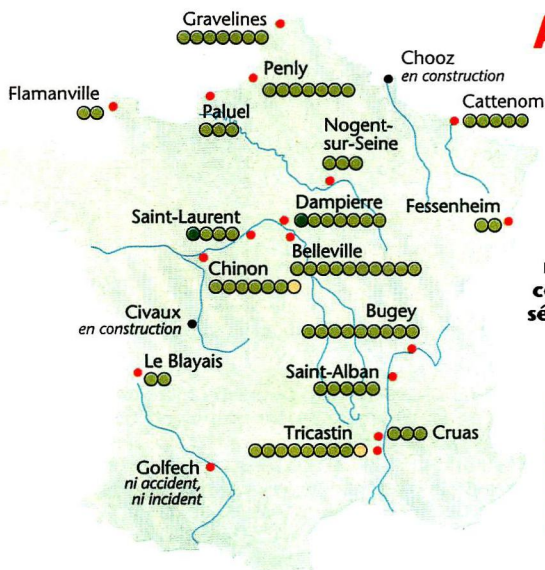 Gravelines
A
Chooz
en construction
Penly
Flamanville
Cattenom
Paluel
Nogent-
sur-Seine
Dampierre
Fessenheim
Saint-Laurent
Belleville
Chinon
Civaux
en construction
Bugey
Le Blayais
Saint-Alban
Tricastin
Cruas
Golfech
ni accident,
ni incident